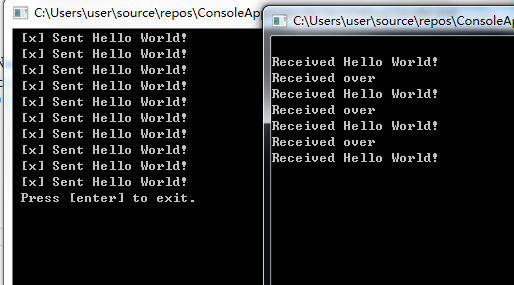 C:\Users\user\source\repos\ConsoleApp
[x] Sent Hello World!
[x] Sent Hello World!
[x] Sent Hello World!
[x] Sent Hello World!
[x] Sent Hello World!
[x] Sent Hello World!
[x] Sent Hello World!
[x] Sent Hello World!
[x] Sent Hello World!
[x] Sent Hello World!
Press [enter] to exit.
C:\Users\user\source\repos\ConsoleAp
Received Hello World!
Received over
Received Hello World!
Received over
Received Hello World!
Received over
Received Hello World!